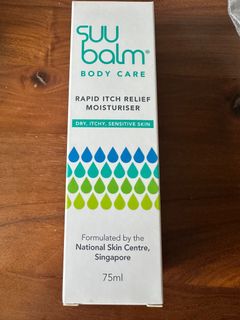 suu
balm®
BODY CARE
RAPID ITCH RELIEF
MOISTURISER
DRY, ITCHY, SENSITIVE SKIN
Formulated by the
National Skin Centre,
Singapore
75ml